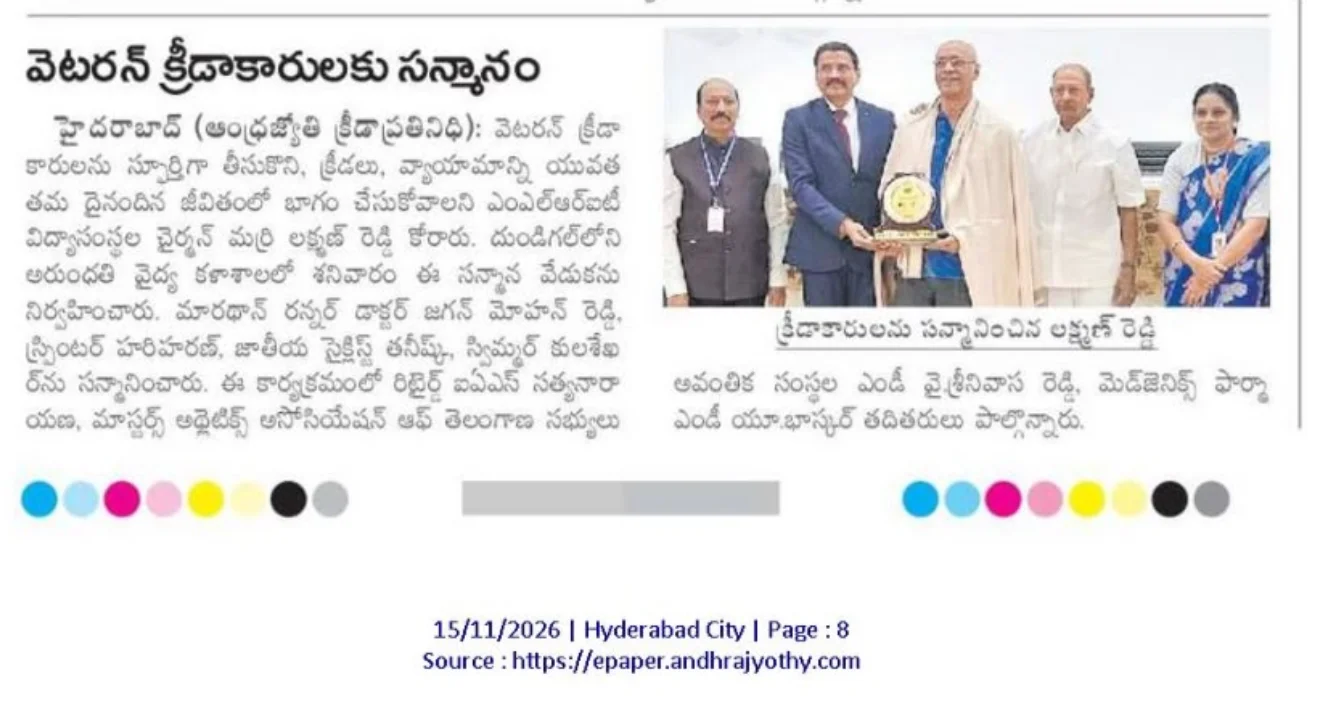 వెటరన్ క్రీడాకారులకు సన్మానం
హైదరాబాద్ (ఆంధ్రజ్యోతి క్రీడాప్రతినిధి): వెటరన్ క్రీడా
కారులను స్ఫూర్తిగా తీసుకొని, క్రీడలు, వ్యాయామాన్ని యువత
తమ దైనందిన జీవితంలో భాగం చేసుకోవాలని ఎంఎల్ఆర్ఐటీ
విద్యాసంస్థల చైర్మన్ మర్రి లక్ష్మణ్ రెడ్డి కోరారు. దుండిగల్‌లోని
అరుంధతి వైద్య కళాశాలలో శనివారం ఈ సన్మాన వేడుకను
నిర్వహించారు. మారథాన్ రన్నర్ డాక్టర్ జగన్ మోహన్ రెడ్డి,
స్ప్రింటర్ హరిహరణ్, జాతీయ సైక్లిస్ట్ తనీష్క్, స్విమ్మర్ కులశేఖ
ర్‌ను సన్మానించారు. ఈ కార్యక్రమంలో రిటైర్డ్ ఐఏఎస్ సత్యనారా
యణ, మాస్టర్స్ అథ్లెటిక్స్ అసోసియేషన్ ఆఫ్ తెలంగాణ సభ్యులు
క్రీడాకారులను సన్మానించిన లక్ష్మణ్ రెడ్డి
అవంతిక సంస్థల ఎండీ వై.శ్రీనివాస రెడ్డి, మెడ్‌జెనిక్స్ ఫార్మా
ఎండీ యూ.భాస్కర్ తదితరులు పాల్గొన్నారు.
15/11/2026 | Hyderabad City | Page : 8
Source : https://epaper.andhrajyothy.com